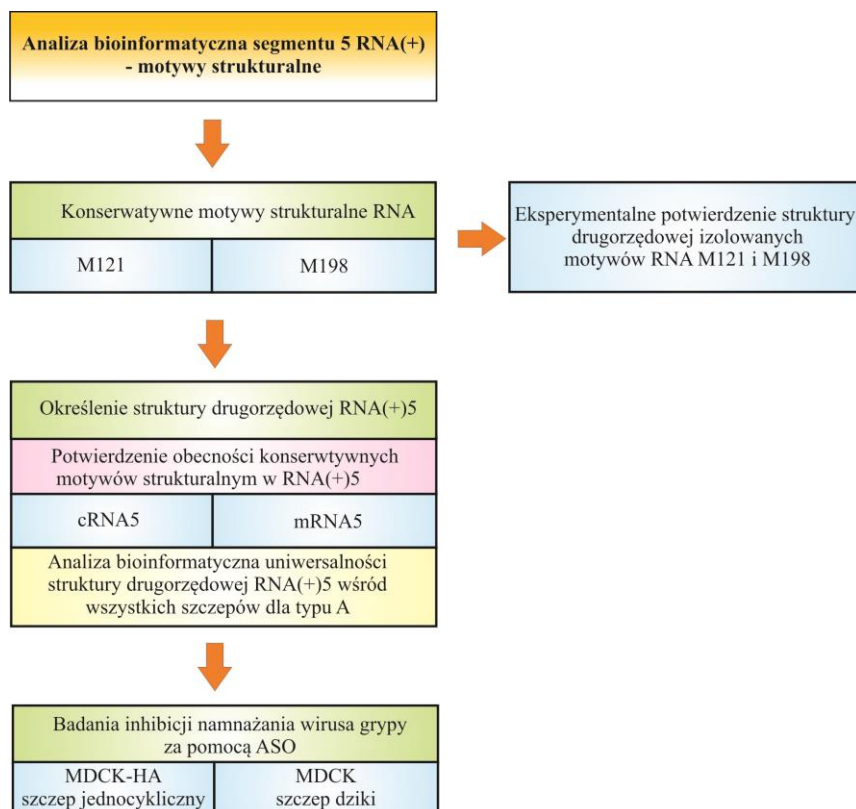 Analiza bioinformatyczna segmentu 5 RNA(+)
- motywy strukturalne
Konserwatywne motywy strukturalne RNA
M121
M198
Eksperymentalne potwierdzenie struktury
drugorzędowej izolowanych
motywów RNA M121 i M198
Określenie struktury drugorzędowej RNA(+)5
Potwierdzenie obecności konserwtywnych
motywów strukturalnym w RNA(+)5
cRNA5
mRNA5
Analiza bioinformatyczna uniwersalności
struktury drugorzędowej RNA(+)5 wśród
wszystkich szczepów dla typu A
Badania inhibicji namnażania wirusa grypy
za pomocą ASO
MDCK-HA
szczep jednocykliczny
MDCK
szczep dziki